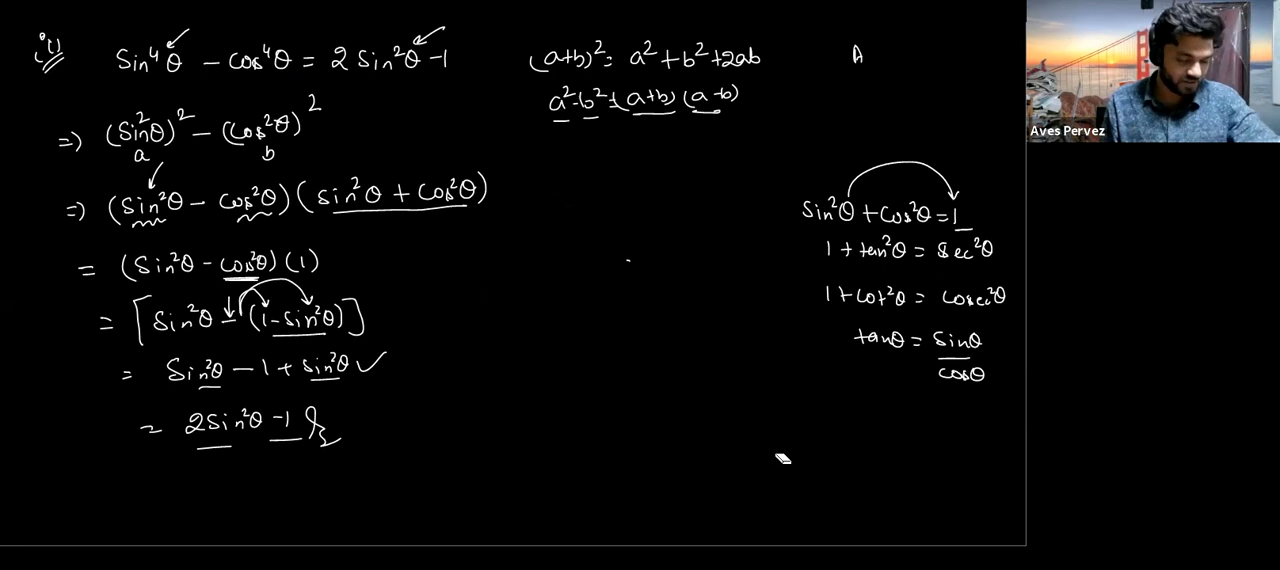 (i) Sin⁴θ − cos⁴θ = 2 Sin²θ − 1
⇒ (Sin²θ)² − (Cos²θ)²
a b
⇒ (Sin²θ − Cos²θ) (Sin²θ + Cos²θ)
= (Sin²θ − Cos²θ) (1)
= [Sin²θ − (1 − Sin²θ)]
= Sin²θ − 1 + Sin²θ ✓
= 2Sin²θ − 1
(a+b)² = a² + b² + 2ab
a² − b² = (a+b) (a−b)
A
Sin²θ + Cos²θ = 1
1 + tan²θ = Sec²θ
1 + cot²θ = Cosec²θ
tanθ = Sinθ
Cosθ
Aves Pervez